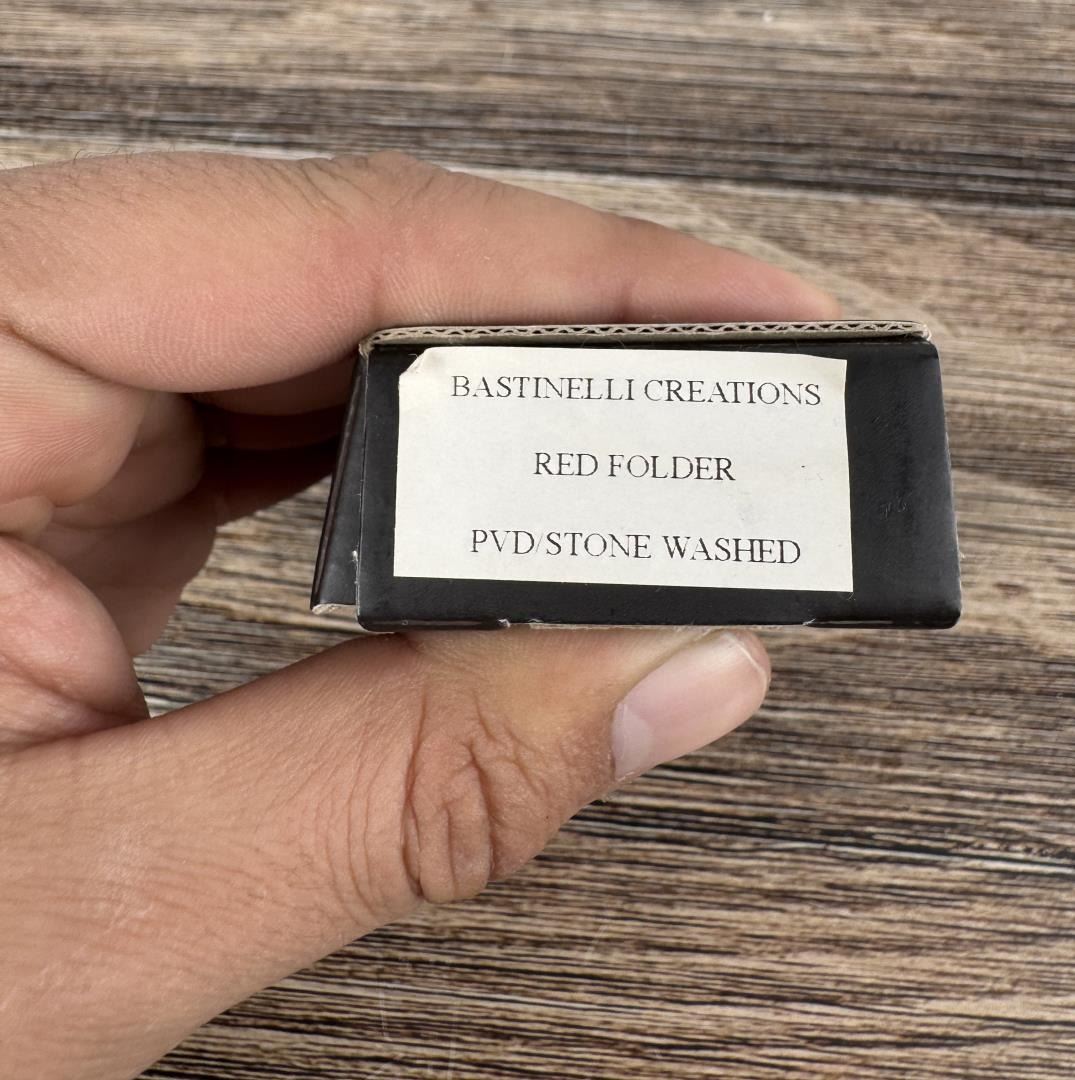 BASTINELLI CREATIONS
RED FOLDER
PVD/STONE WASHED